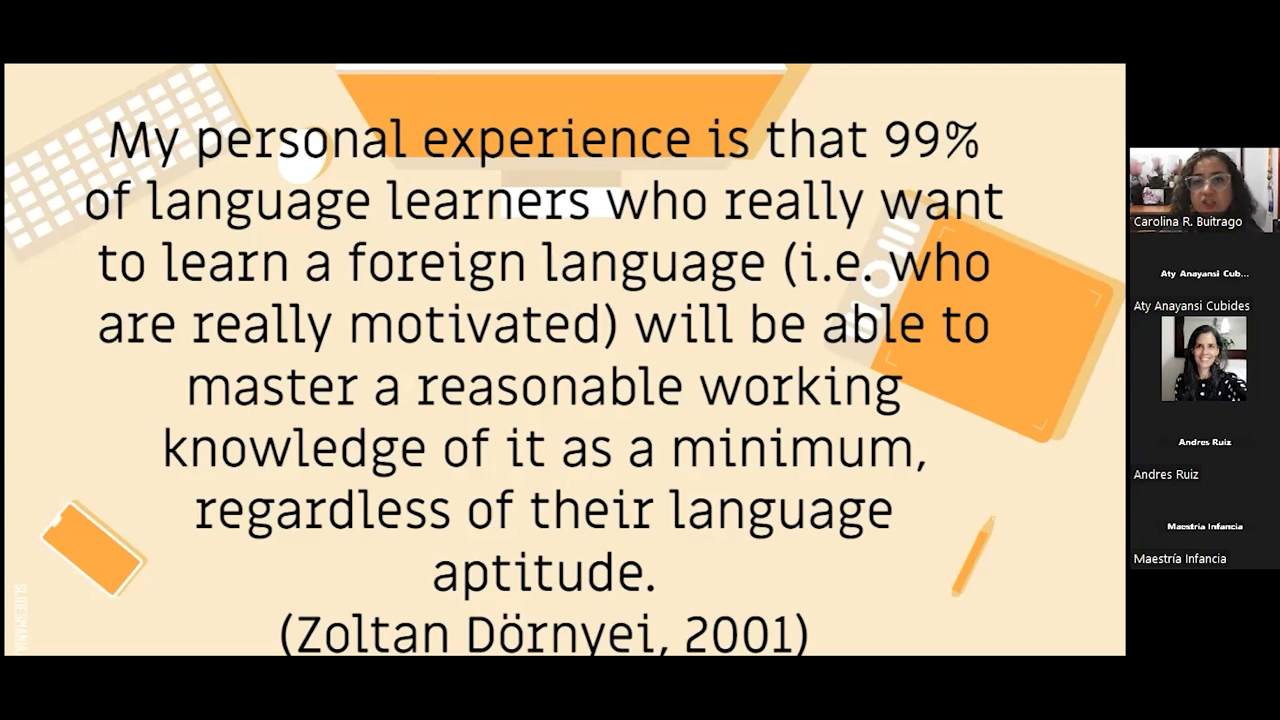 My personal experience is that 99%
of language learners who really want
to learn a foreign language (i.e. who
are really motivated) will be able to
master a reasonable working
knowledge of it as a minimum,
regardless of their language
aptitude.
(Zoltan Dörnyei, 2001)
SLIDESMANIA
Carolina R. Buitrago
Aty Anayansi Cub...
Aty Anayansi Cubides
Andres Ruiz
Andres Ruiz
Maestria Infancia
Maestría Infancia